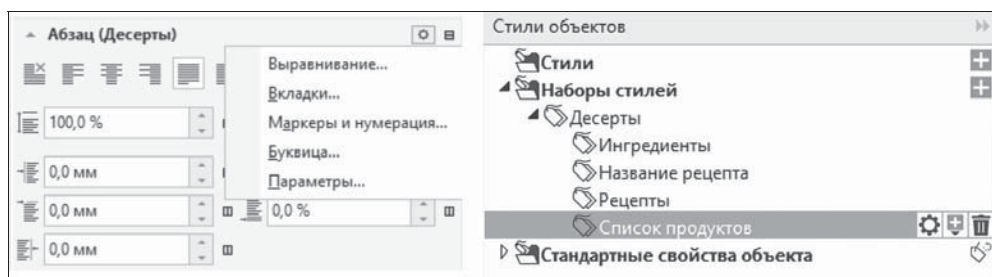 Абзац (Десерты)
Выравнивание...
Вкладки...
Маркеры и нумерация...
Буквица...
Параметры...
100,0 %
0,0 мм
0,0 мм
0,0 %
0,0 мм
Стили объектов
Стили
Наборы стилей
Десерты
Ингредиенты
Название рецепта
Рецепты
Список продуктов
Стандартные свойства объекта